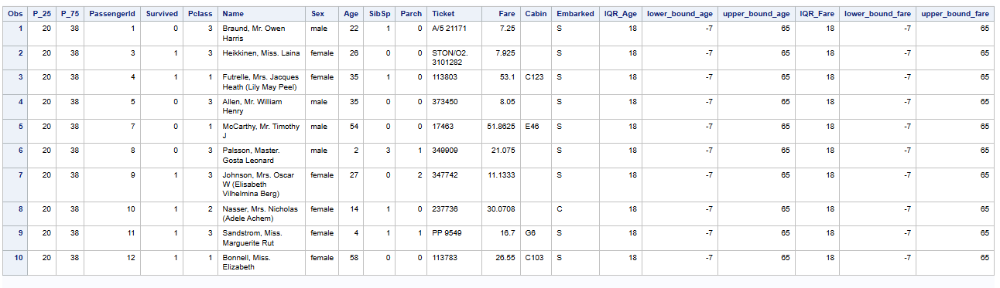 Obs P_25 P_75 PassengerId Survived Pclass Name Sex Age SibSp Parch Ticket Fare Cabin Embarked IQR_Age lower_bound_age upper_bound_age IQR_Fare lower_bound_fare upper_bound_fare
1 20 38 1 0 3 Braund, Mr. Owen male 22 1 0 A/5 21171 7.25 S 18 -7 65 18 -7 65
Harris
2 20 38 3 1 3 Heikkinen, Miss. Laina female 26 0 0 STON/O2. 7.925 S 18 -7 65 18 -7 65
3101282
3 20 38 4 1 1 Futrelle, Mrs. Jacques female 35 1 0 113803 53.1 C123 S 18 -7 65 18 -7 65
Heath (Lily May Peel)
4 20 38 5 0 3 Allen, Mr. William male 35 0 0 373450 8.05 S 18 -7 65 18 -7 65
Henry
5 20 38 7 0 1 McCarthy, Mr. Timothy male 54 0 0 17463 51.8625 E46 S 18 -7 65 18 -7 65
J
6 20 38 8 0 3 Palsson, Master. male 2 3 1 349909 21.075 S 18 -7 65 18 -7 65
Gosta Leonard
7 20 38 9 1 3 Johnson, Mrs. Oscar female 27 0 2 347742 11.1333 S 18 -7 65 18 -7 65
W (Elisabeth
Vilhelmina Berg)
8 20 38 10 1 2 Nasser, Mrs. Nicholas female 14 1 0 237736 30.0708 C 18 -7 65 18 -7 65
(Adele Achem)
9 20 38 11 1 3 Sandstrom, Miss. female 4 1 1 PP 9549 16.7 G6 S 18 -7 65 18 -7 65
Marguerite Rut
10 20 38 12 1 1 Bonnell, Miss. female 58 0 0 113783 26.55 C103 S 18 -7 65 18 -7 65
Elizabeth